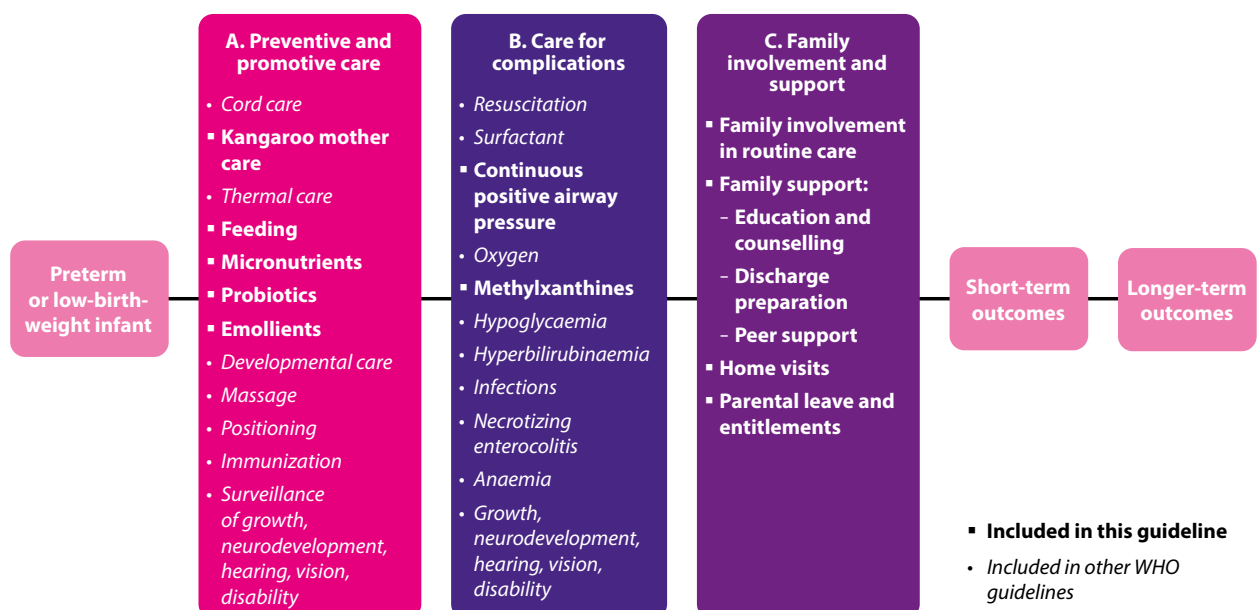 Preterm
or low-birth-
weight infant
A. Preventive and
promotive care
• Cord care
▪ Kangaroo mother
care
• Thermal care
▪ Feeding
▪ Micronutrients
▪ Probiotics
▪ Emollients
• Developmental care
• Massage
• Positioning
• Immunization
• Surveillance
of growth,
neurodevelopment,
hearing, vision,
disability
B. Care for
complications
• Resuscitation
• Surfactant
▪ Continuous
positive airway
pressure
• Oxygen
▪ Methylxanthines
• Hypoglycaemia
• Hyperbilirubinaemia
• Infections
• Necrotizing
enterocolitis
• Anaemia
• Growth,
neurodevelopment,
hearing, vision,
disability
C. Family
involvement and
support
▪ Family involvement
in routine care
▪ Family support:
– Education and
counselling
– Discharge
preparation
– Peer support
▪ Home visits
▪ Parental leave and
entitlements
Short-term
outcomes
Longer-term
outcomes
▪ Included in this guideline
• Included in other WHO
guidelines